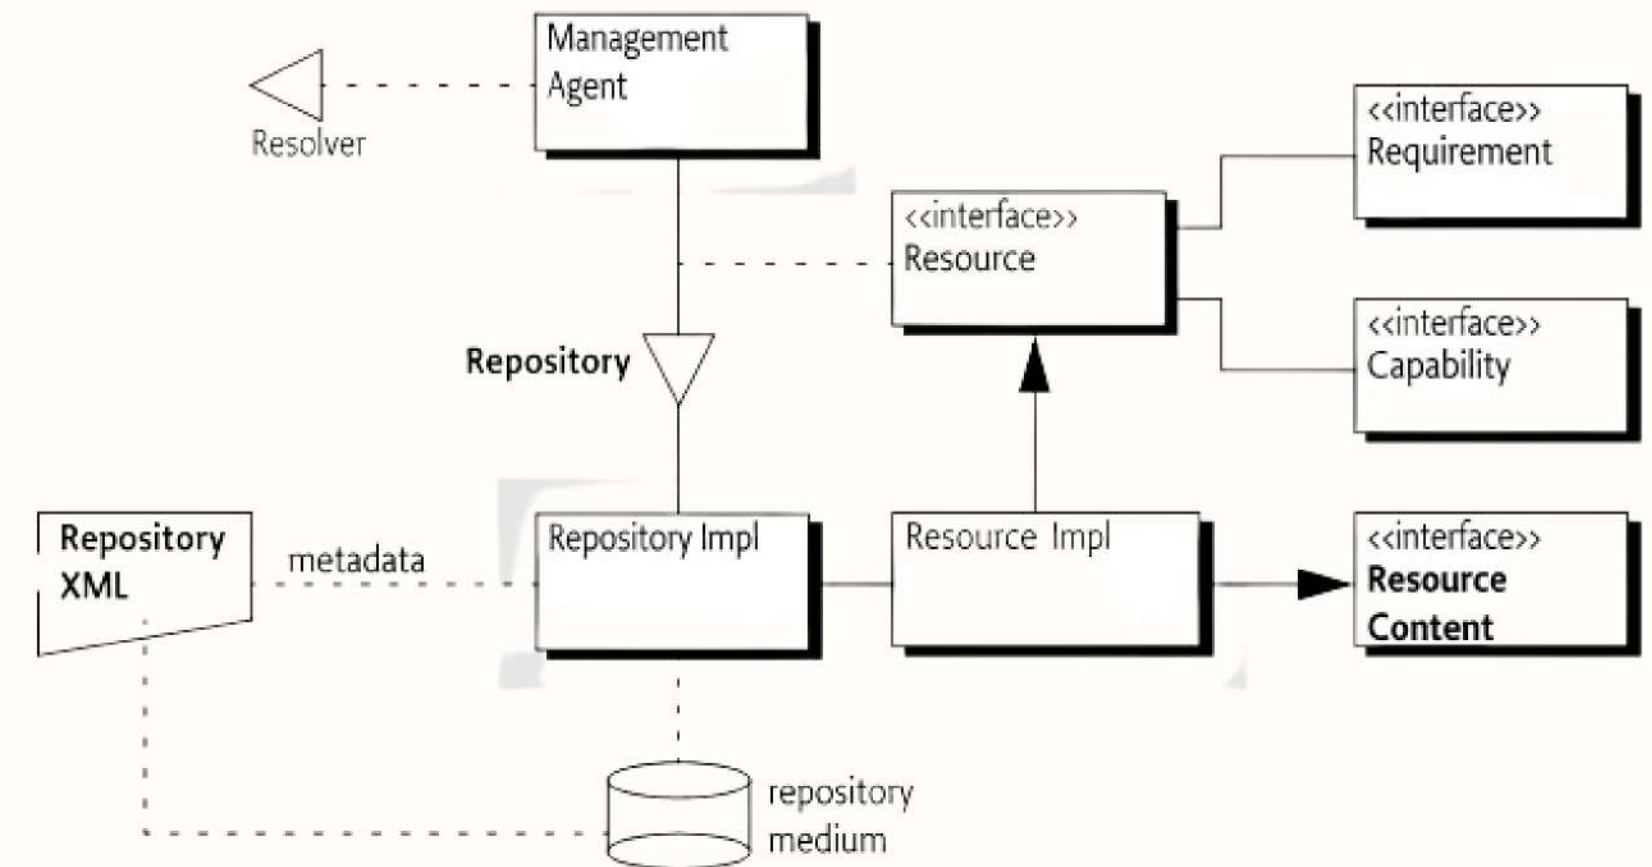 Management
Agent
Resolver
<<interface>>
Requirement
<<interface>>
Resource
<<interface>>
Capability
Repository
Repository
XML
metadata
Repository Impl
Resource Impl
<<interface>>
Resource
Content
repository
medium